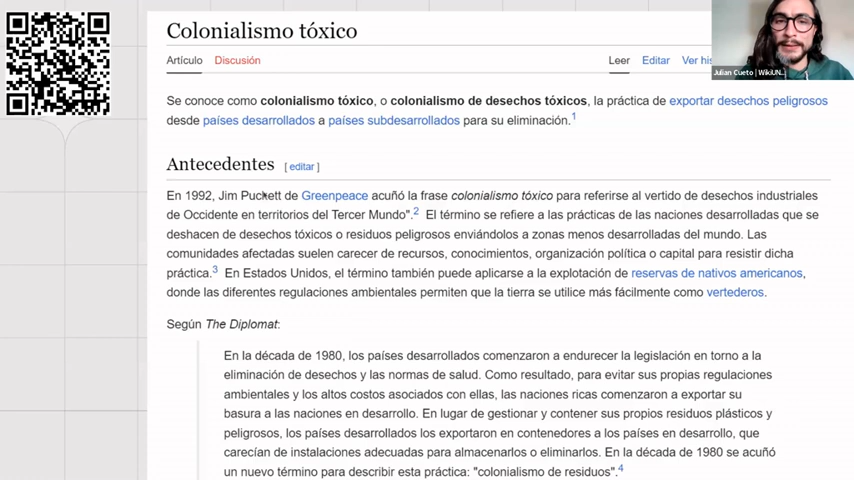 Colonialismo tóxico
Artículo Discusión Leer Editar Ver his
Julian Cueto | WikiUN...
Se conoce como colonialismo tóxico, o colonialismo de desechos tóxicos, la práctica de exportar desechos peligrosos
desde países desarrollados a países subdesarrollados para su eliminación.1
Antecedentes [ editar ]
En 1992, Jim Puckett de Greenpeace acuñó la frase colonialismo tóxico para referirse al vertido de desechos industriales
de Occidente en territorios del Tercer Mundo".2 El término se refiere a las prácticas de las naciones desarrolladas que se
deshacen de desechos tóxicos o residuos peligrosos enviándolos a zonas menos desarrolladas del mundo. Las
comunidades afectadas suelen carecer de recursos, conocimientos, organización política o capital para resistir dicha
práctica.3 En Estados Unidos, el término también puede aplicarse a la explotación de reservas de nativos americanos,
donde las diferentes regulaciones ambientales permiten que la tierra se utilice más fácilmente como vertederos.
Según The Diplomat:
En la década de 1980, los países desarrollados comenzaron a endurecer la legislación en torno a la
eliminación de desechos y las normas de salud. Como resultado, para evitar sus propias regulaciones
ambientales y los altos costos asociados con ellas, las naciones ricas comenzaron a exportar su
basura a las naciones en desarrollo. En lugar de gestionar y contener sus propios residuos plásticos y
peligrosos, los países desarrollados los exportaron en contenedores a los países en desarrollo, que
carecían de instalaciones adecuadas para almacenarlos o eliminarlos. En la década de 1980 se acuñó
un nuevo término para describir esta práctica: "colonialismo de residuos".4